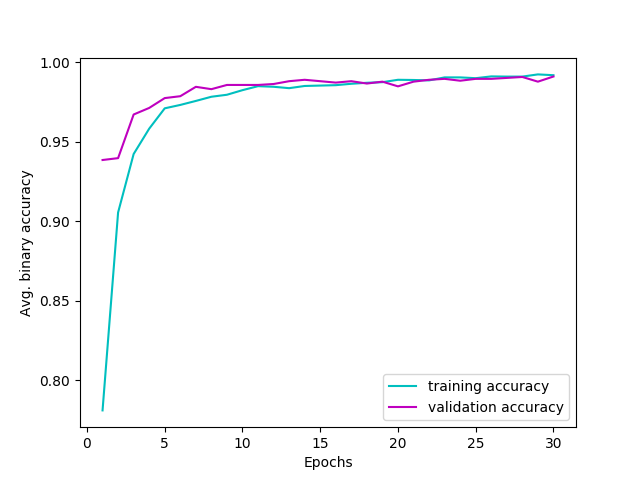 1.00
0.95
0.90
0.85
0.80
Avg. binary accuracy
training accuracy
validation accuracy
0 5 10 15 20 25 30
Epochs